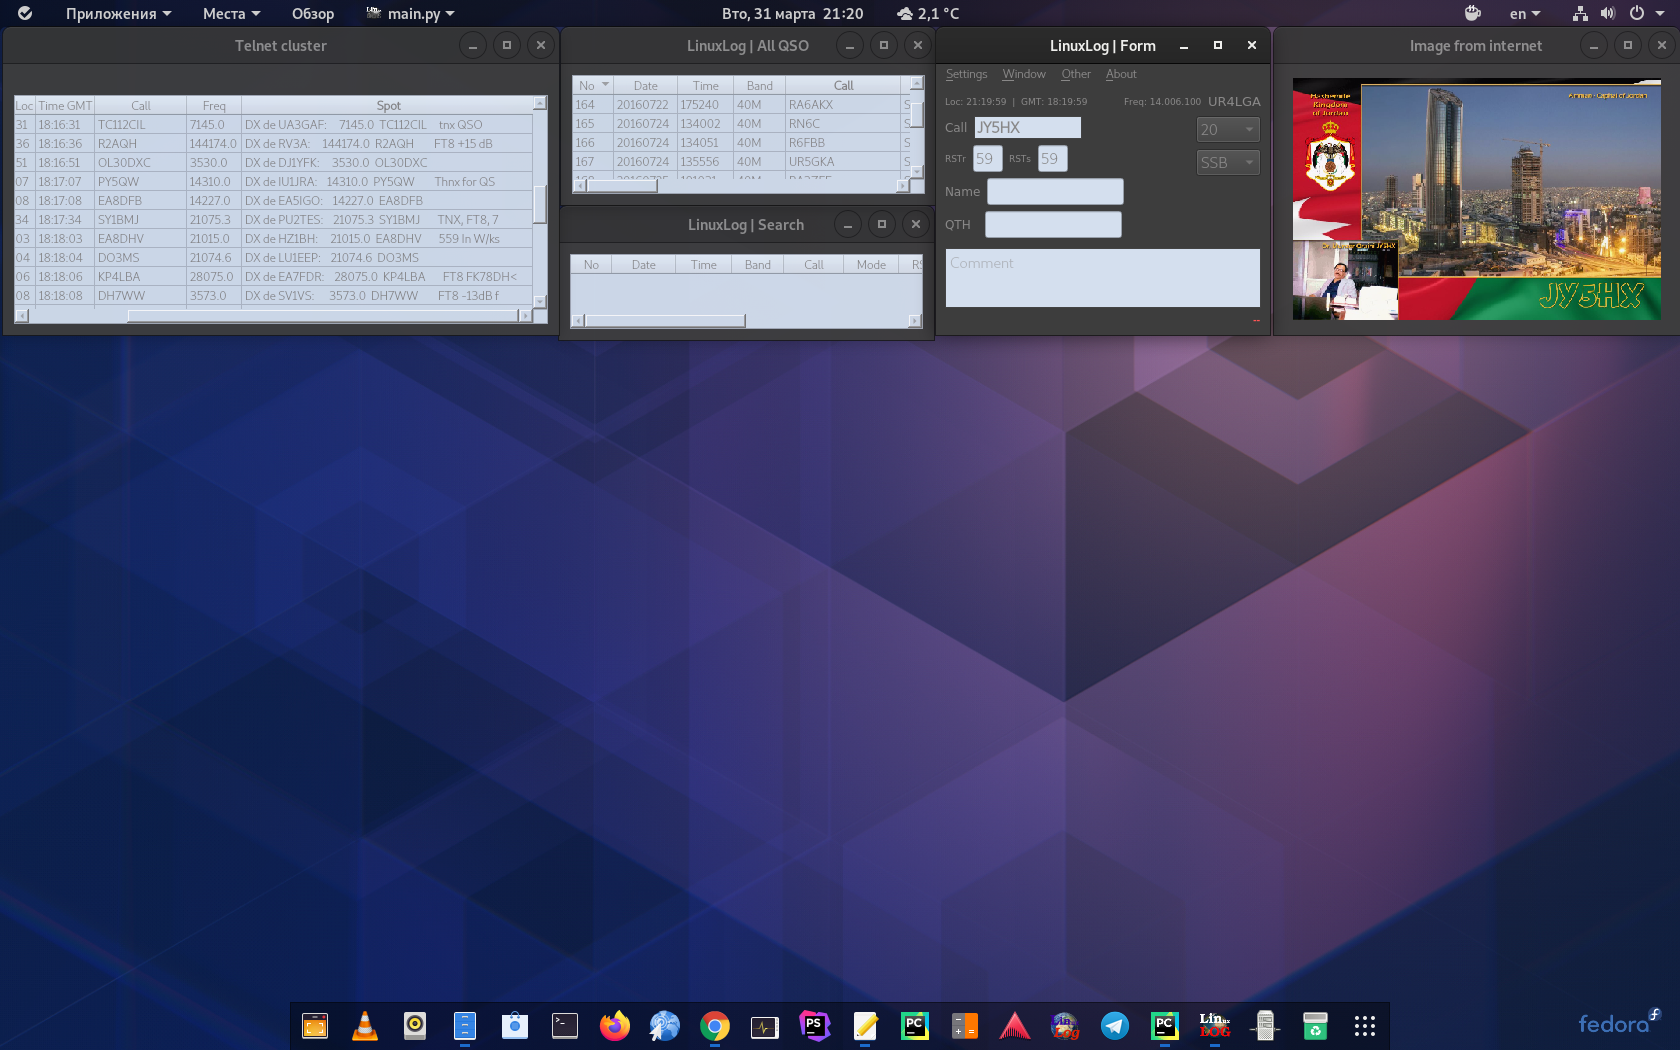 Приложения Места Обзор main.py Вто, 31 марта 21:20 2,1 °C en
Telnet cluster
Loc Time GMT Call Freq Spot
31 18:16:31 TC112CIL 7145.0 DX de UA3GAF: 7145.0 TC112CIL tnx QSO
36 18:16:36 R2AQH 144174.0 DX de RV3A: 144174.0 R2AQH FT8 +15 dB
51 18:16:51 OL30DXC 3530.0 DX de DJ1YFK: 3530.0 OL30DXC
07 18:17:07 PY5QW 14310.0 DX de IU1JRA: 14310.0 PY5QW Thnx for QS
08 18:17:08 EA8DFB 14227.0 DX de EA5IGO: 14227.0 EA8DFB
34 18:17:34 SY1BMJ 21075.3 DX de PU2TES: 21075.3 SY1BMJ TNX, FT8, 7
03 18:18:03 EA8DHV 21015.0 DX de HZ1BH: 21015.0 EA8DHV 559 In W/ks
04 18:18:04 DO3MS 21074.6 DX de LU1EEP: 21074.6 DO3MS
06 18:18:06 KP4LBA 28075.0 DX de EA7FDR: 28075.0 KP4LBA FT8 FK78DH<
08 18:18:08 DH7WW 3573.0 DX de SV1VS: 3573.0 DH7WW FT8 -13dB f
LinuxLog | All QSO
No Date Time Band Call
164 20160722 175240 40M RA6AKX S
165 20160724 134002 40M RN6C S
166 20160724 134051 40M R6FBB S
167 20160724 135556 40M UR5GKA S
LinuxLog | Search
No Date Time Band Call Mode RS
LinuxLog | Form
Settings Window Other About
Loc: 21:19:59 | GMT: 18:19:59 Freq: 14.006.100 UR4LGA
Call JY5HX 20
RSTr 59 RSTs 59 SSB
Name
QTH
Comment
--
Image from internet
Kingdom
of Jordan
JY5HX
PS
PC
PC
fedora